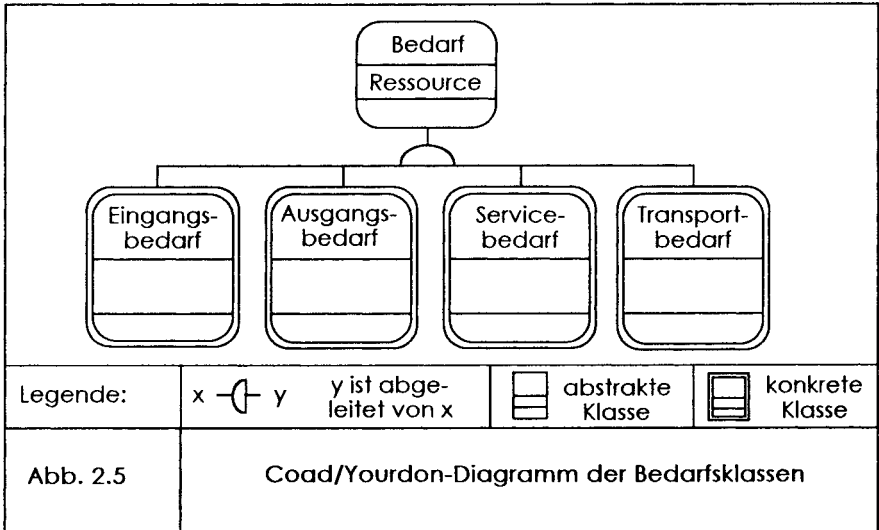 Bedarf
Ressource
Eingangs-
bedarf
Ausgangs-
bedarf
Service-
bedarf
Transport-
bedarf
Legende:
x y
y ist abge-
leitet von x
abstrakte
Klasse
konkrete
Klasse
Abb. 2.5
Coad/Yourdon-Diagramm der Bedarfsklassen